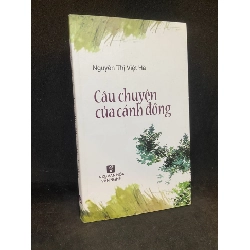 Nguyễn Thị Việt Hà
Câu chuyện
của cánh đồng